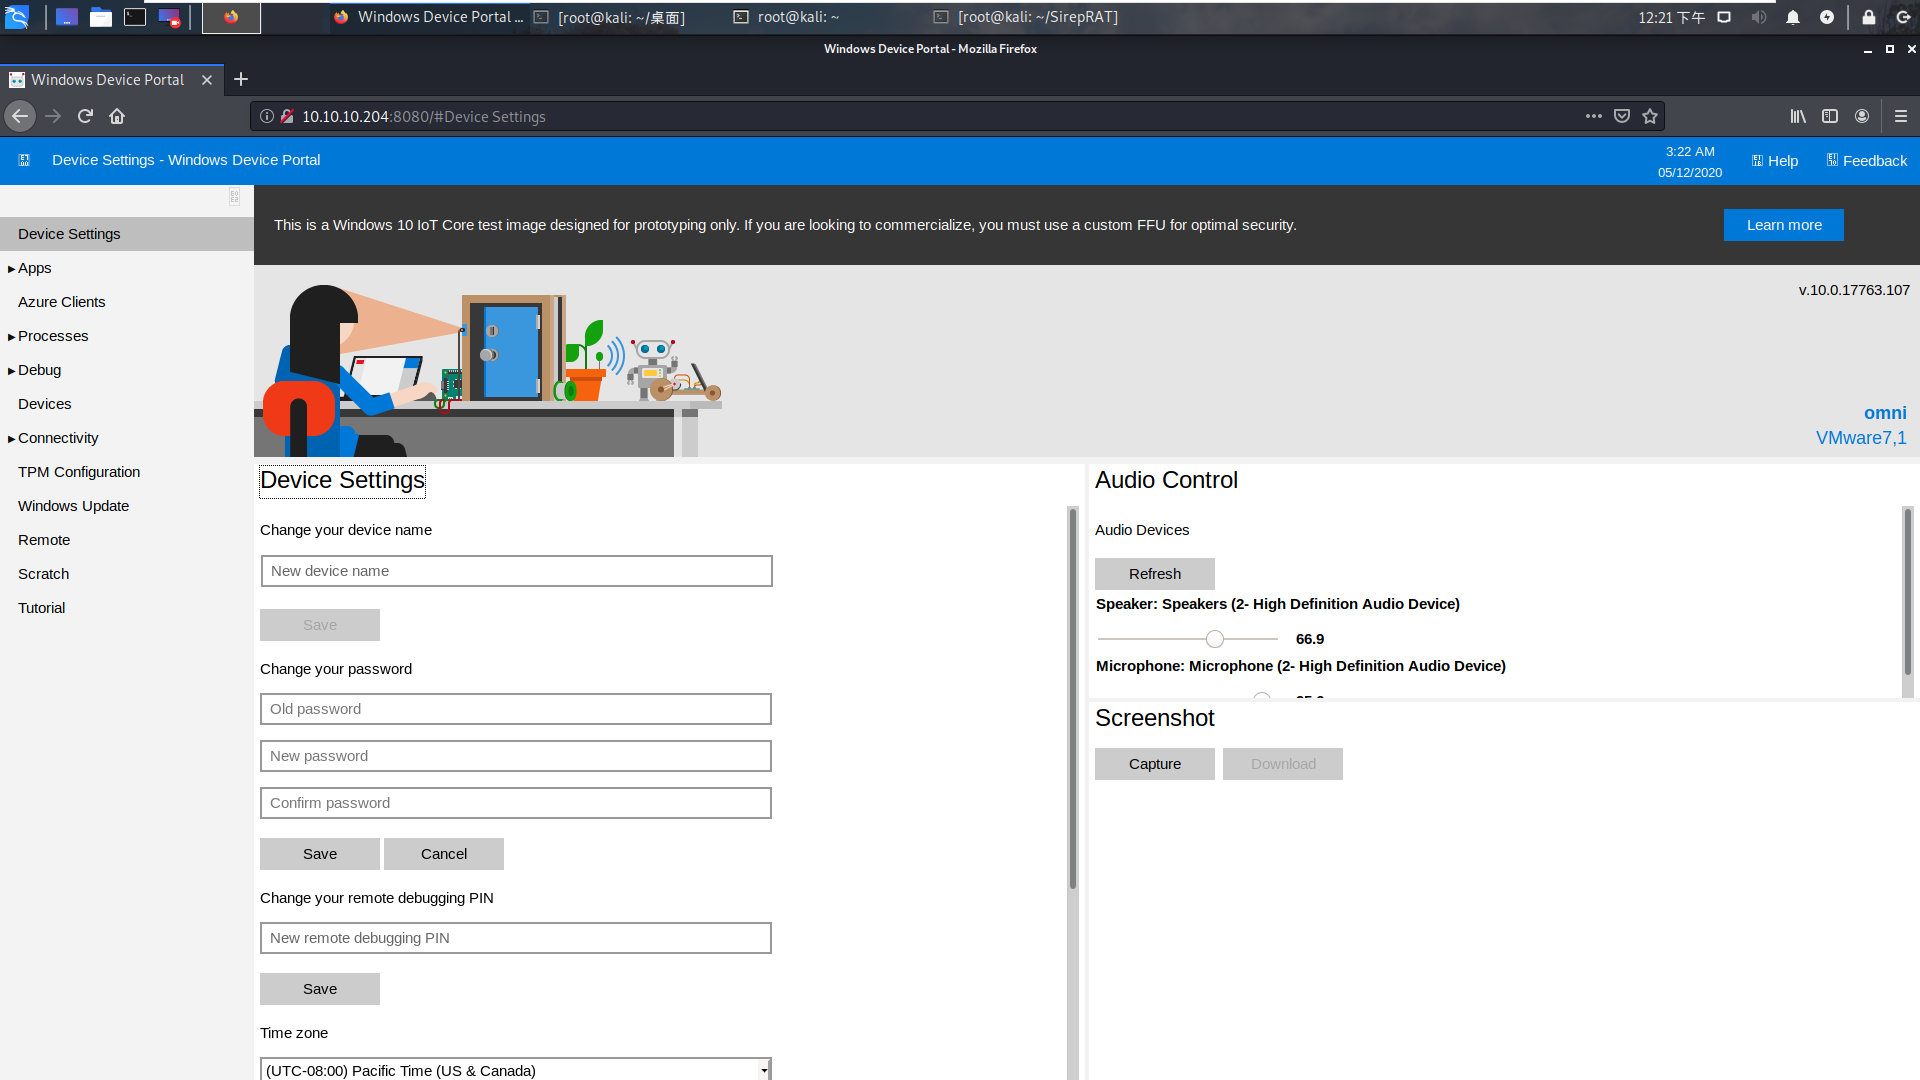 Windows Device Portal ...
[root@kali: ~/桌面]
root@kali: ~
[root@kali: ~/SirepRAT]
12:21 下午
Windows Device Portal - Mozilla Firefox
Windows Device Portal
10.10.10.204:8080/#Device Settings
Device Settings - Windows Device Portal
3:22 AM
05/12/2020
Help
Feedback
This is a Windows 10 IoT Core test image designed for prototyping only. If you are looking to commercialize, you must use a custom FFU for optimal security.
Learn more
Device Settings
Apps
Azure Clients
Processes
Debug
Devices
Connectivity
TPM Configuration
Windows Update
Remote
Scratch
Tutorial
v.10.0.17763.107
omni
VMware7,1
Device Settings
Change your device name
New device name
Save
Change your password
Old password
New password
Confirm password
Save
Cancel
Change your remote debugging PIN
New remote debugging PIN
Save
Time zone
(UTC-08:00) Pacific Time (US & Canada)
Audio Control
Audio Devices
Refresh
Speaker: Speakers (2- High Definition Audio Device)
66.9
Microphone: Microphone (2- High Definition Audio Device)
Screenshot
Capture
Download